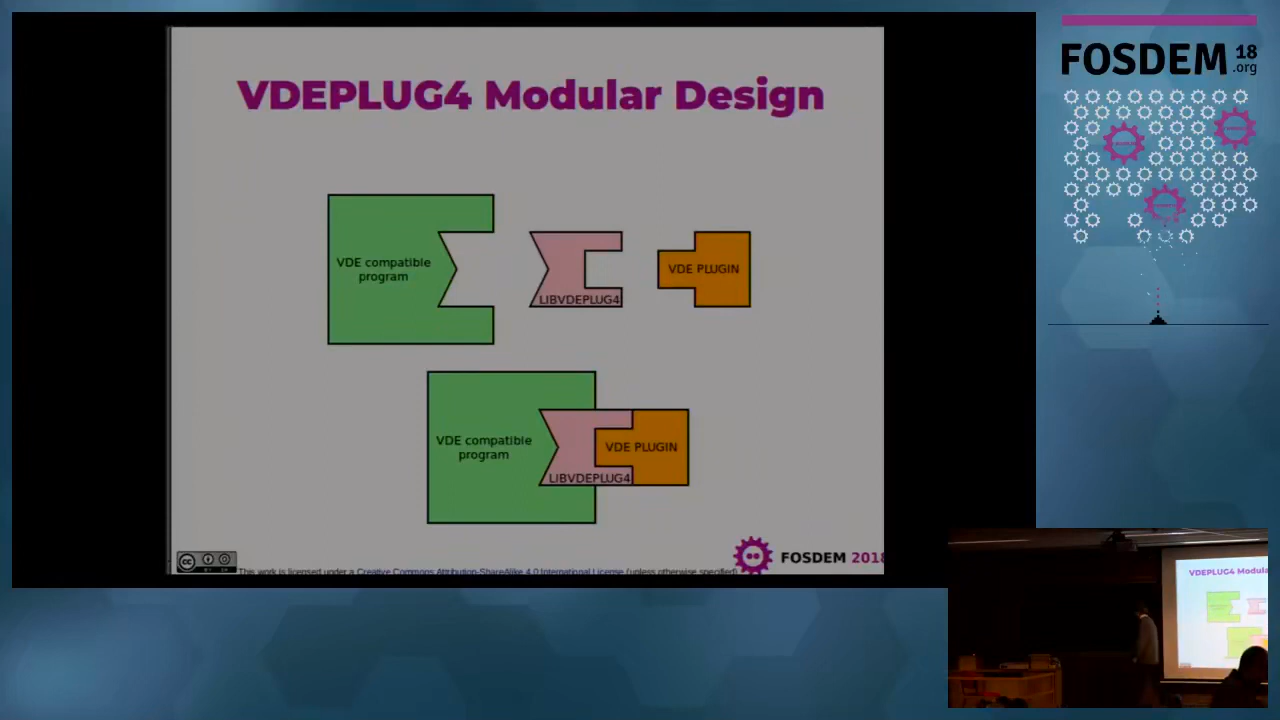 VDEPLUG4 Modular Design
VDE compatible
program
LIBVDEPLUG4
VDE PLUGIN
VDE compatible
program
LIBVDEPLUG4
VDE PLUGIN
FOSDEM 2018
This work is licensed under a Creative Commons Attribution-ShareAlike 4.0 International License (unless otherwise specified)
cc
FOSDEM 18
.org
VDEPLUG4 Modula